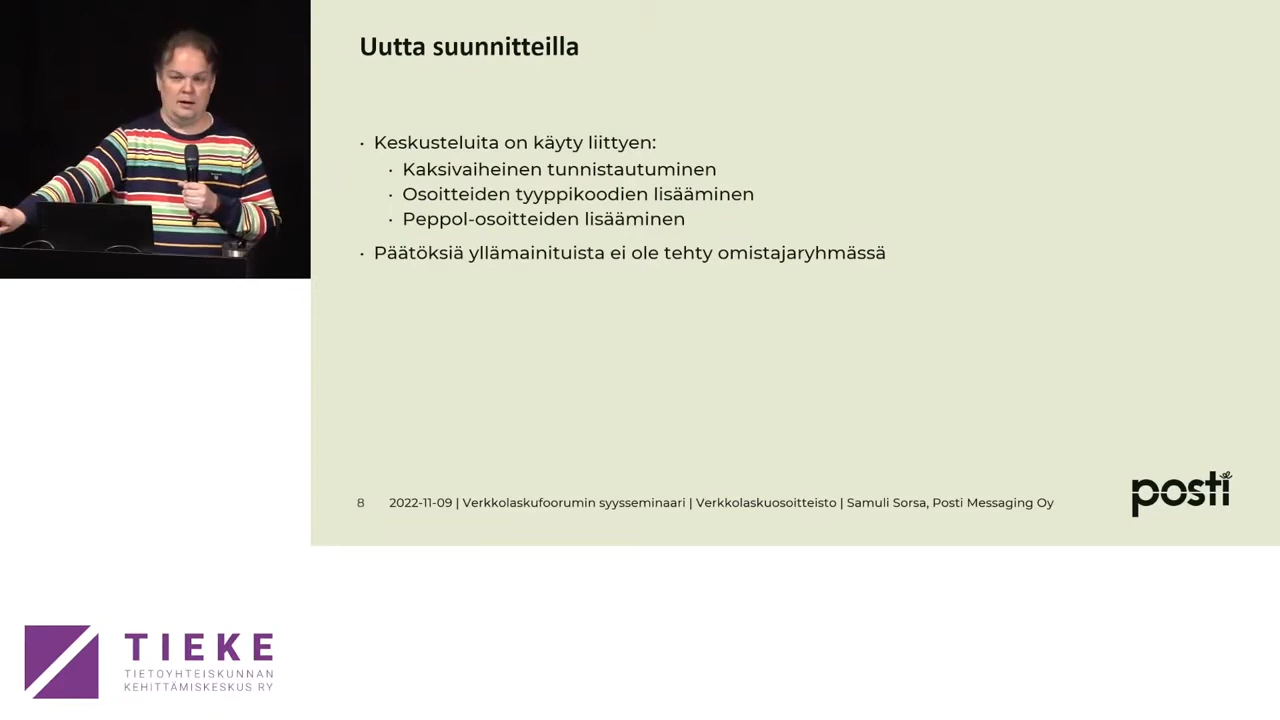 Uutta suunnitteilla
· Keskusteluita on käyty liittyen:
· Kaksivaiheinen tunnistautuminen
· Osoitteiden tyyppikoodien lisääminen
· Peppol-osoitteiden lisääminen
· Päätöksiä yllämainituista ei ole tehty omistajaryhmässä
8 2022-11-09 | Verkkolaskufoorumin syysseminaari | Verkkolaskuosoitteisto | Samuli Sorsa, Posti Messaging Oy
posti
TIEKE
TIETOYHTEISKUNNAN
KEHITTÄMISKESKUS RY